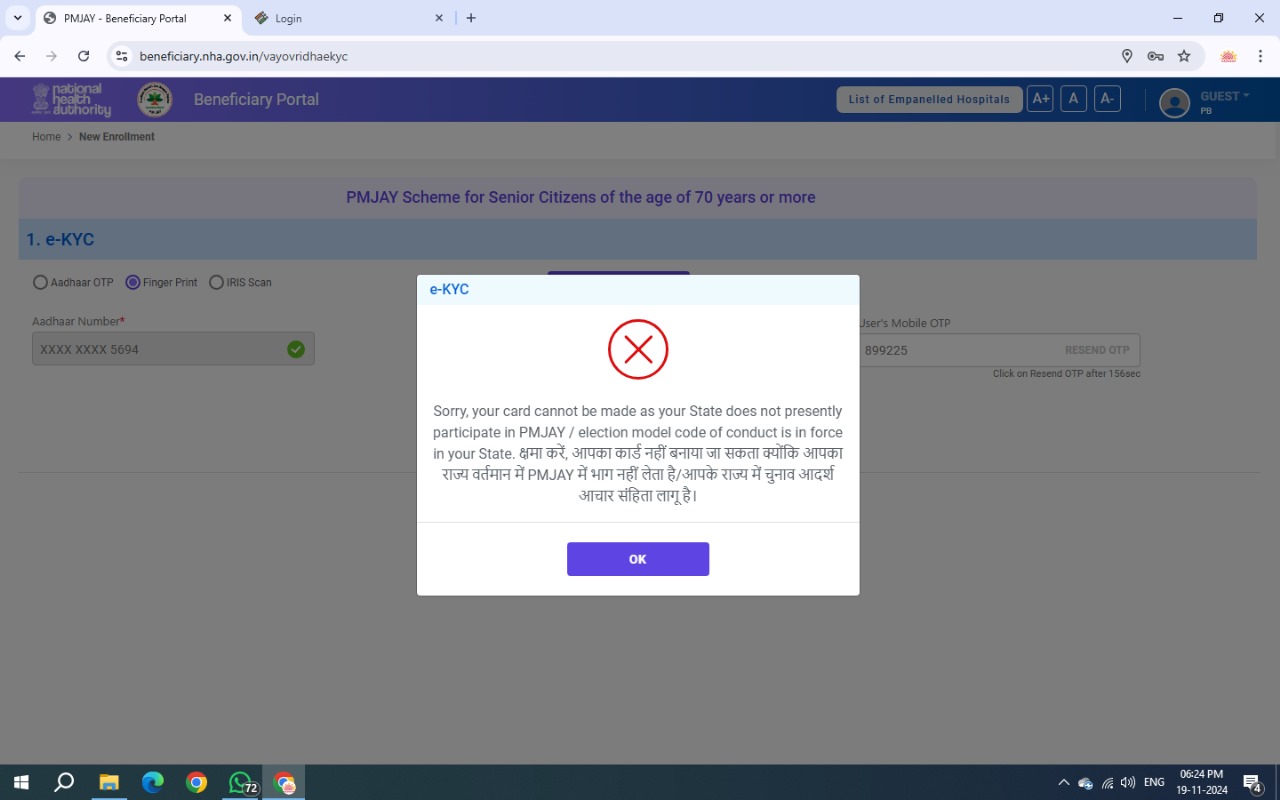 PMJAY - Beneficiary Portal
Login
beneficiary.nha.gov.in/vayovridhaekyc
national
health
authority
Beneficiary Portal
List of Empanelled Hospitals
A+
A
A-
GUEST
PB
Home > New Enrollment
PMJAY Scheme for Senior Citizens of the age of 70 years or more
1. e-KYC
Aadhaar OTP
Finger Print
IRIS Scan
Aadhaar Number*
XXXX XXXX 5694
User's Mobile OTP
899225
RESEND OTP
Click on Resend OTP after 156sec
e-KYC
Sorry, your card cannot be made as your State does not presently
participate in PMJAY / election model code of conduct is in force
in your State. क्षमा करें, आपका कार्ड नहीं बनाया जा सकता क्योंकि आपका
राज्य वर्तमान में PMJAY में भाग नहीं लेता है/आपके राज्य में चुनाव आदर्श
आचार संहिता लागू है।
OK
72
ENG
06:24 PM
19-11-2024
4